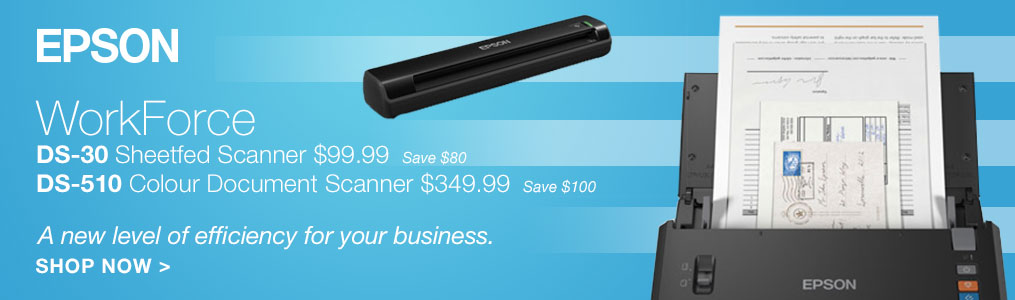 EPSON
WorkForce
DS-30 Sheetfed Scanner $99.99 Save $80
DS-510 Colour Document Scanner $349.99 Save $100
A new level of efficiency for your business.
SHOP NOW >
EPSON
EPSON